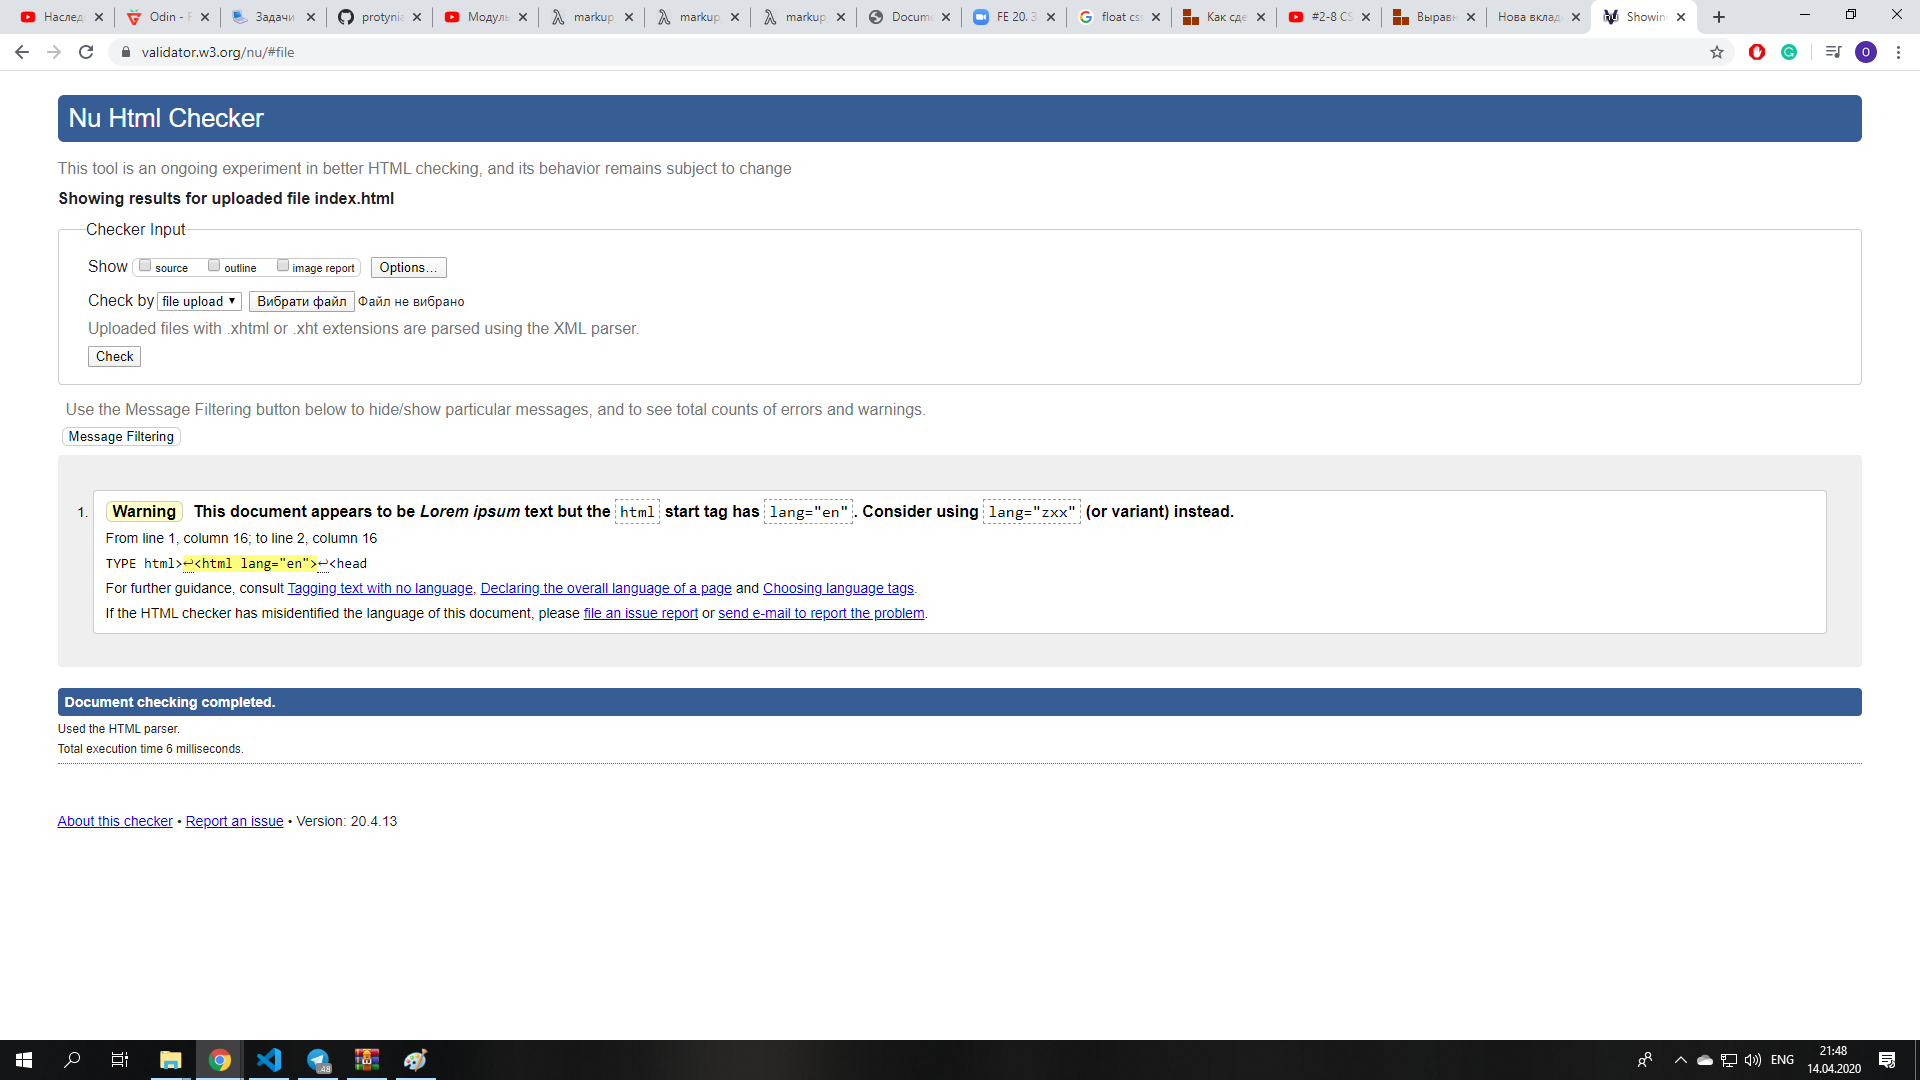 Наслед
Odin - F
Задачи
protynia
Модуль
markup
markup
markup
Docume
FE 20. З
float css
Как сде
#2-8 CS
Выравн
Нова вклад
Showin
validator.w3.org/nu/#file
O
Nu Html Checker
This tool is an ongoing experiment in better HTML checking, and its behavior remains subject to change
Showing results for uploaded file index.html
Checker Input
Show source outline image report Options...
Check by file upload ▼ Вибрати файл Файл не вибрано
Uploaded files with .xhtml or .xht extensions are parsed using the XML parser.
Check
Use the Message Filtering button below to hide/show particular messages, and to see total counts of errors and warnings.
Message Filtering
1. Warning This document appears to be Lorem ipsum text but the html start tag has lang="en". Consider using lang="zxx" (or variant) instead.
From line 1, column 16; to line 2, column 16
TYPE html>↩<html lang="en">↩<head
For further guidance, consult Tagging text with no language, Declaring the overall language of a page and Choosing language tags.
If the HTML checker has misidentified the language of this document, please file an issue report or send e-mail to report the problem.
Document checking completed.
Used the HTML parser.
Total execution time 6 milliseconds.
About this checker • Report an issue • Version: 20.4.13
48
ENG
21:48
14.04.2020